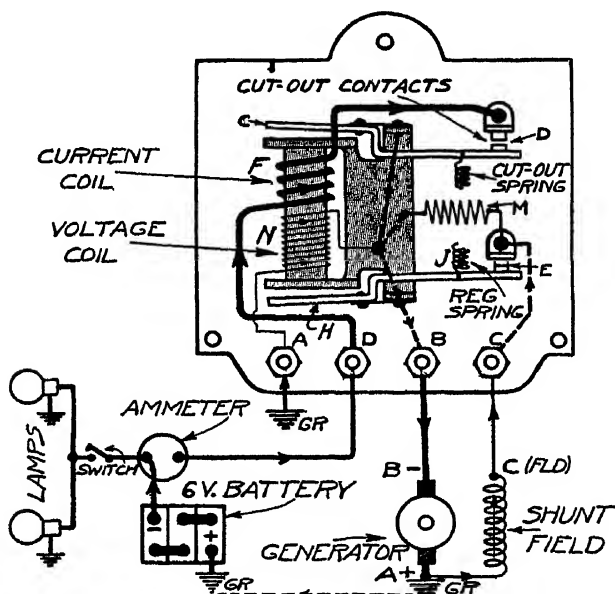 CUT-OUT CONTACTS
C
D
CURRENT
COIL
F
CUT-OUT
SPRING
VOLTAGE
COIL
N
M
J
E
REG
SPRING
C H
A
D
B
C
GR
LAMPS
AMMETER
SWITCH
6V. BATTERY
B -
C (FLD)
- +
GENERATOR
SHUNT
FIELD
A+
GR
GR